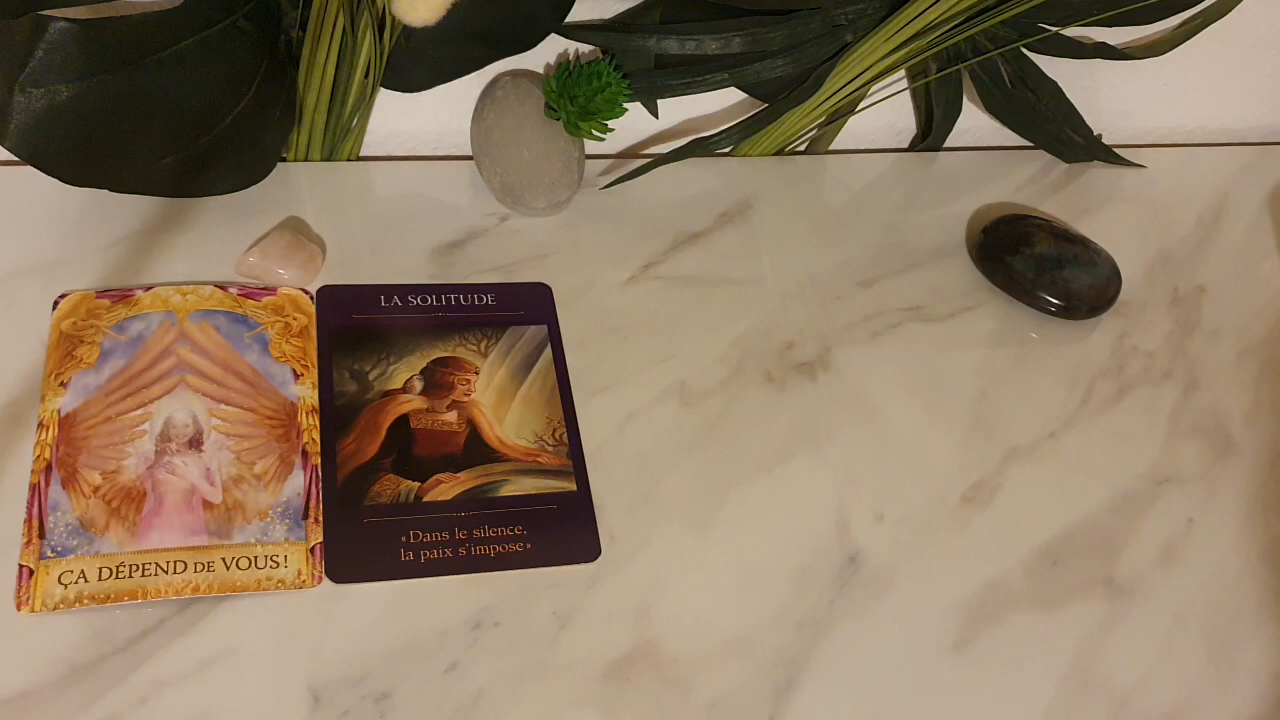 ÇA DÉPEND DE VOUS!
LA SOLITUDE
«Dans le silence,
la paix s'impose»